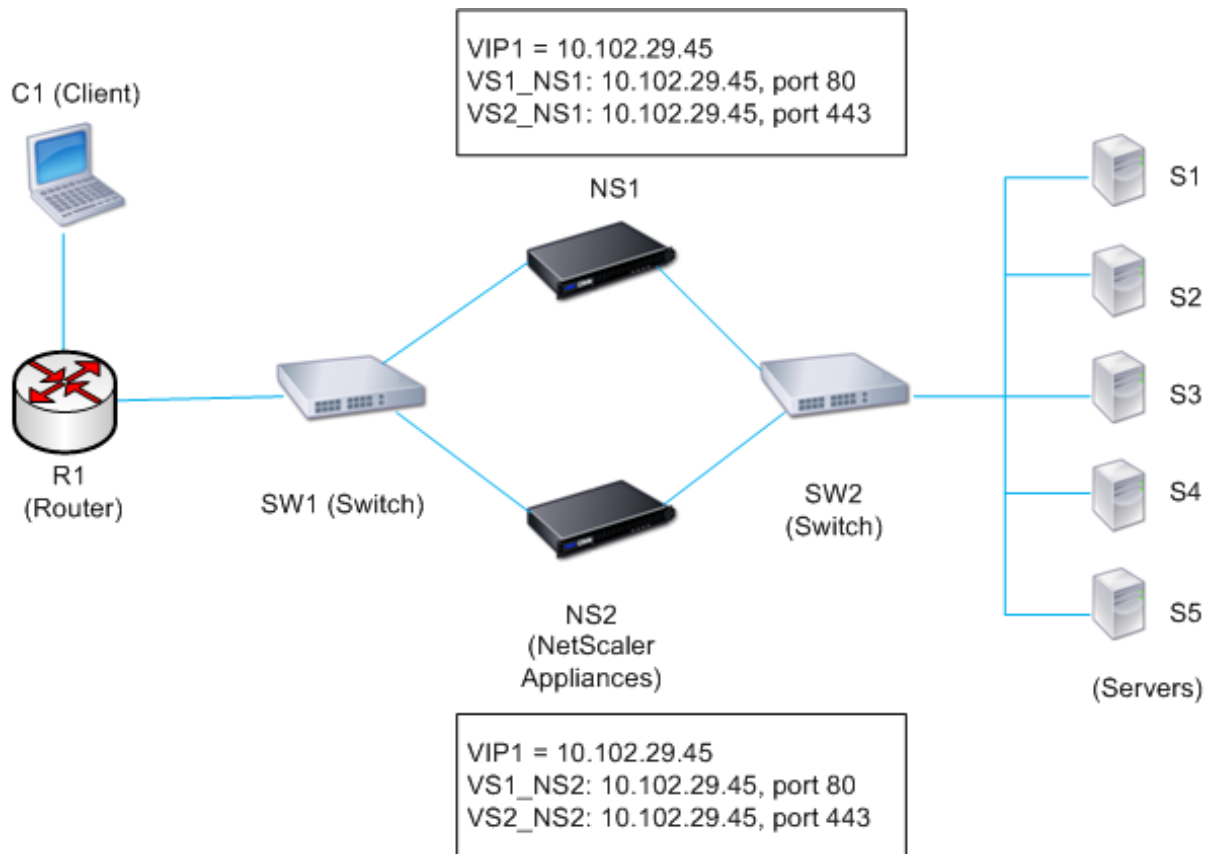 VIP1 = 10.102.29.45
VS1_NS1: 10.102.29.45, port 80
VS2_NS1: 10.102.29.45, port 443
C1 (Client)
NS1
S1
S2
S3
S4
S5
(Servers)
R1
(Router)
SW1 (Switch)
SW2
(Switch)
NS2
(NetScaler
Appliances)
VIP1 = 10.102.29.45
VS1_NS2: 10.102.29.45, port 80
VS2_NS2: 10.102.29.45, port 443